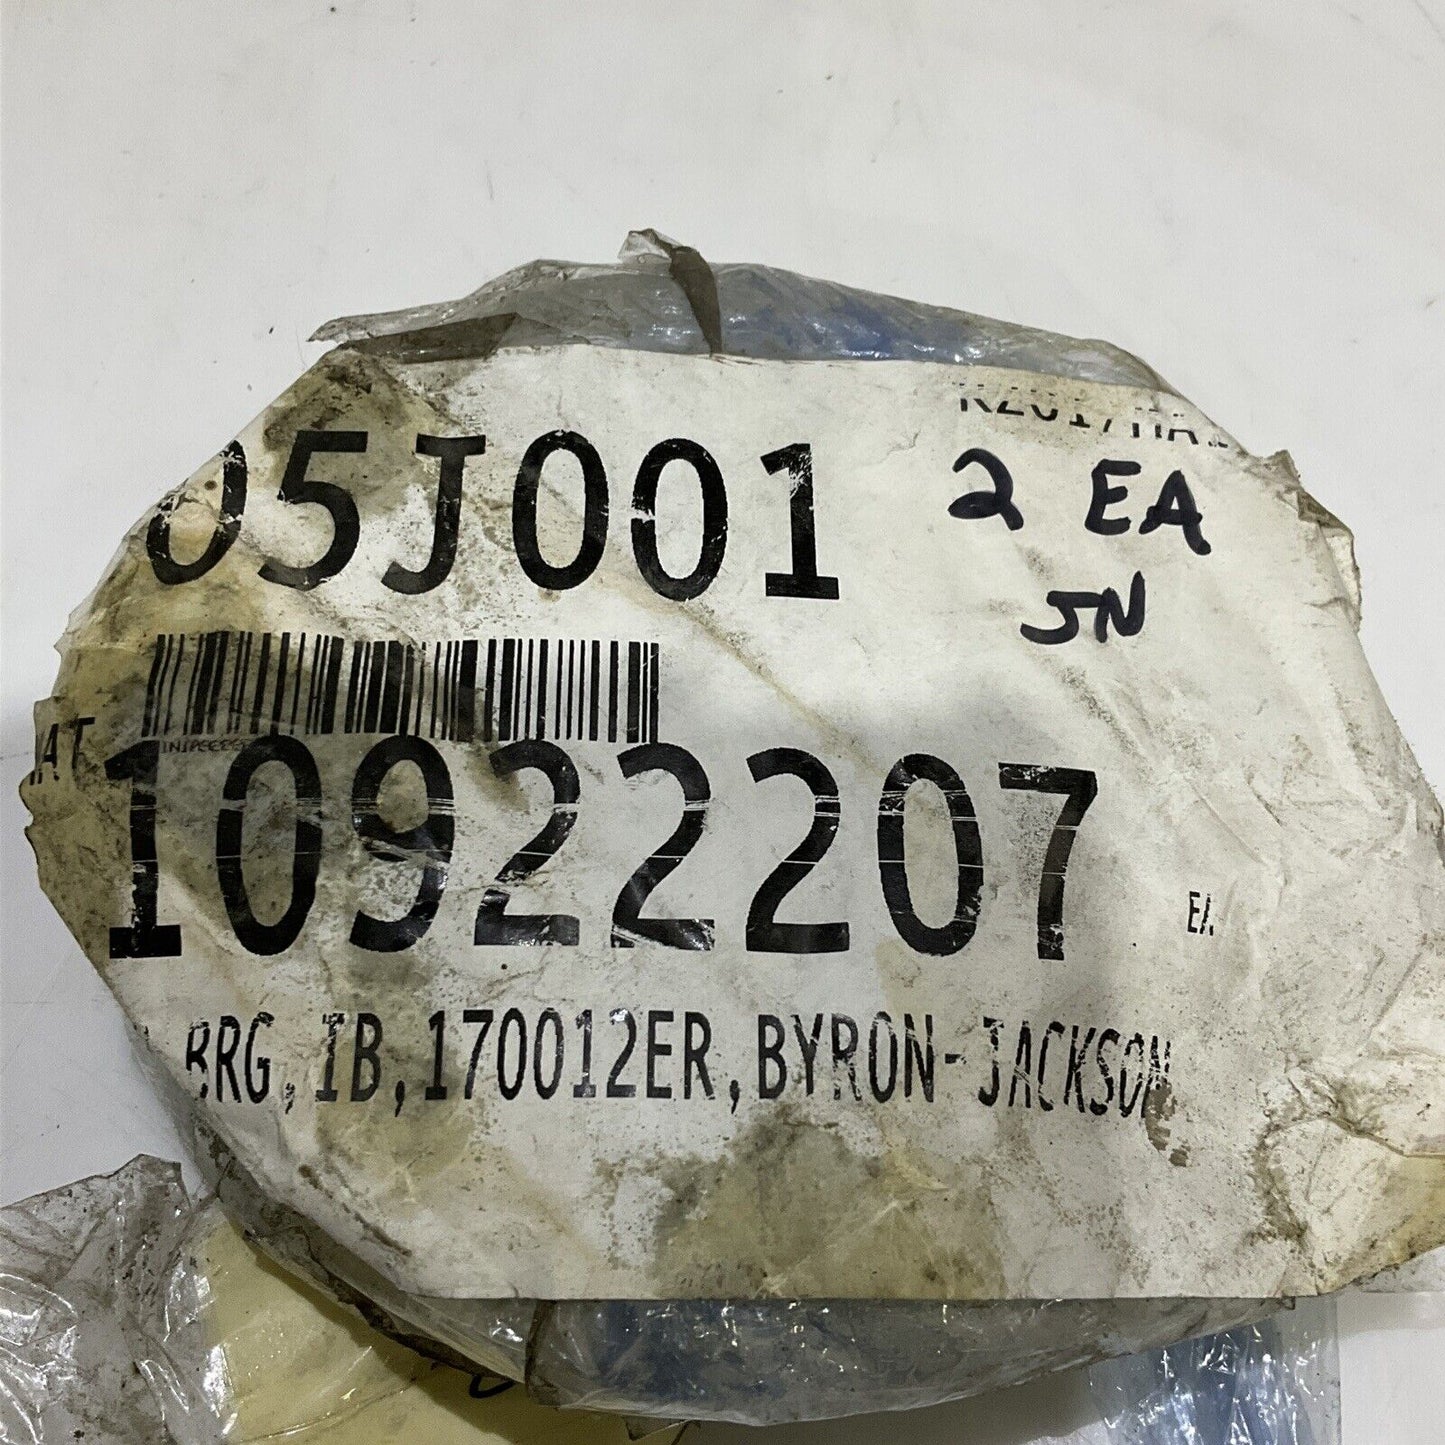 05J001
2 EA
JN
10922207
EA
BRG, IB, 170012ER, BYRON-JACKSON